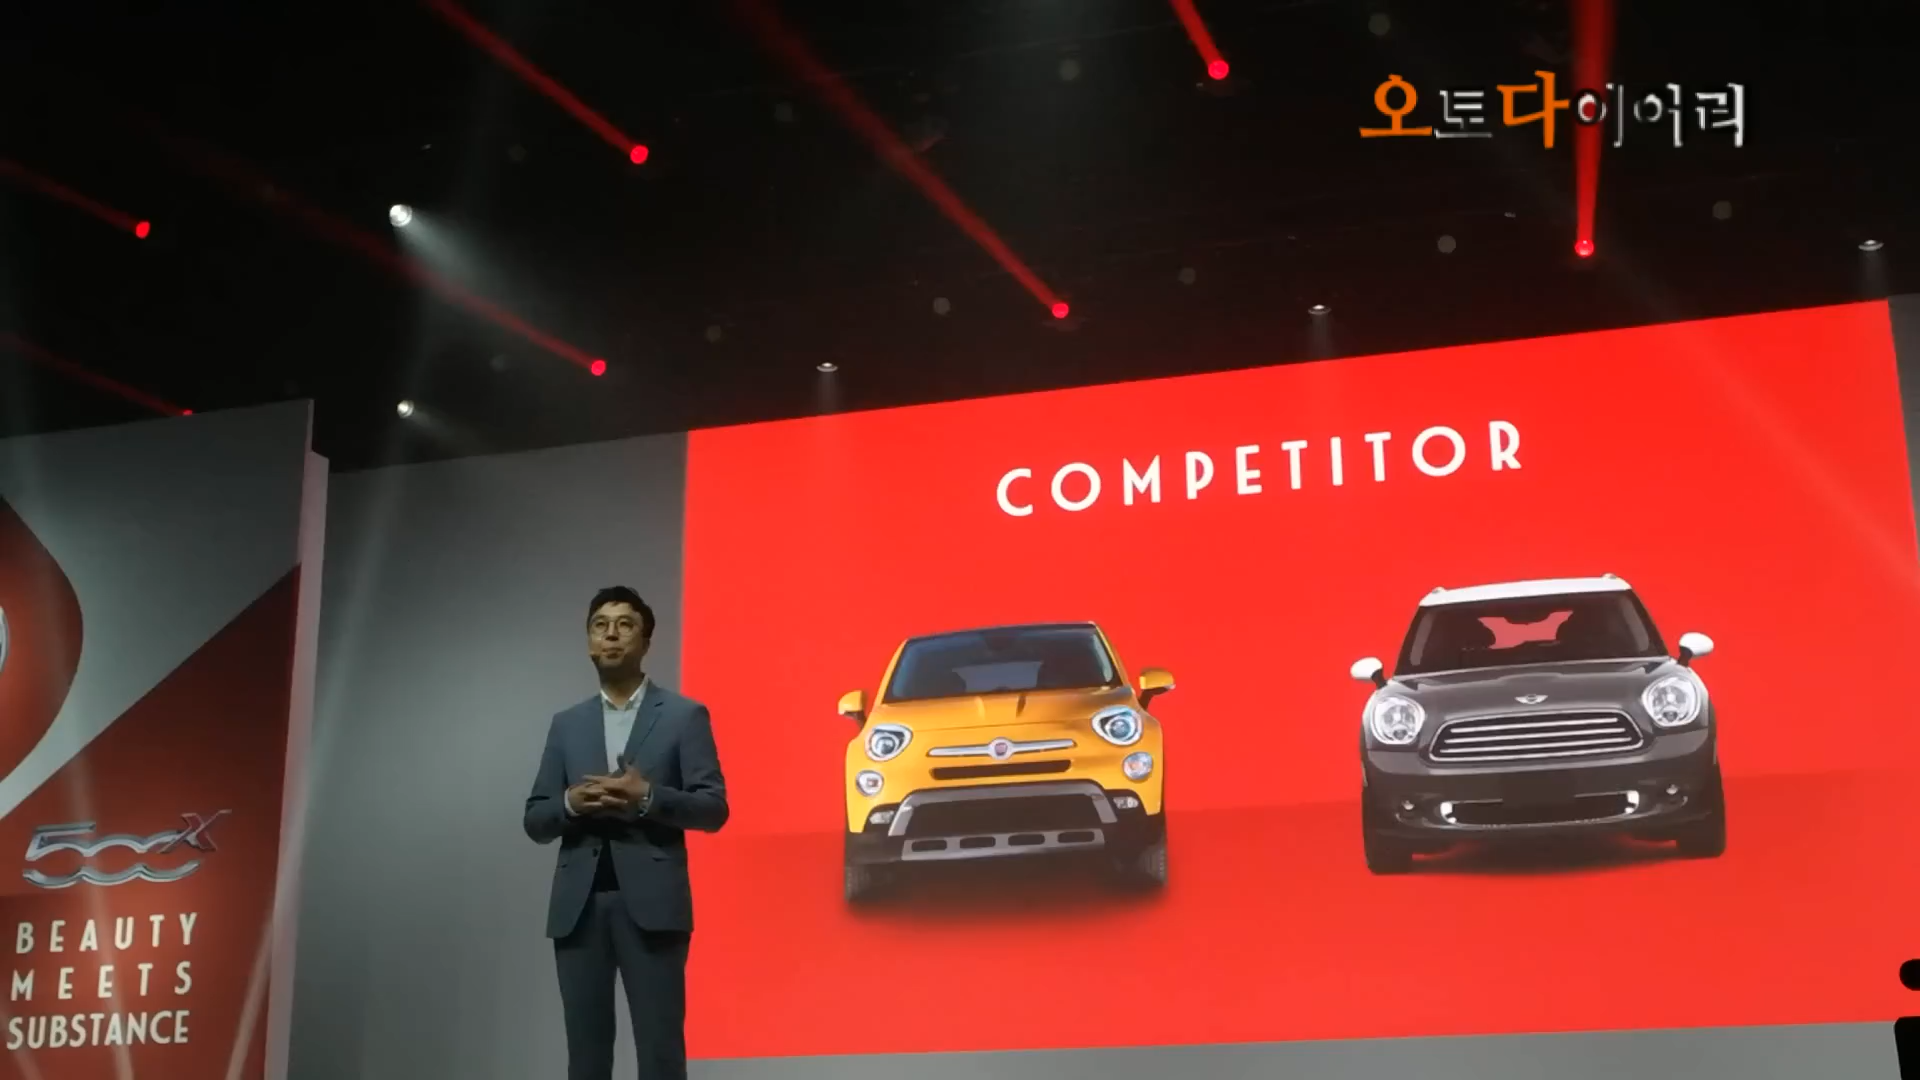 오토다이어리
COMPETITOR
500X
BEAUTY
MEETS
SUBSTANCE